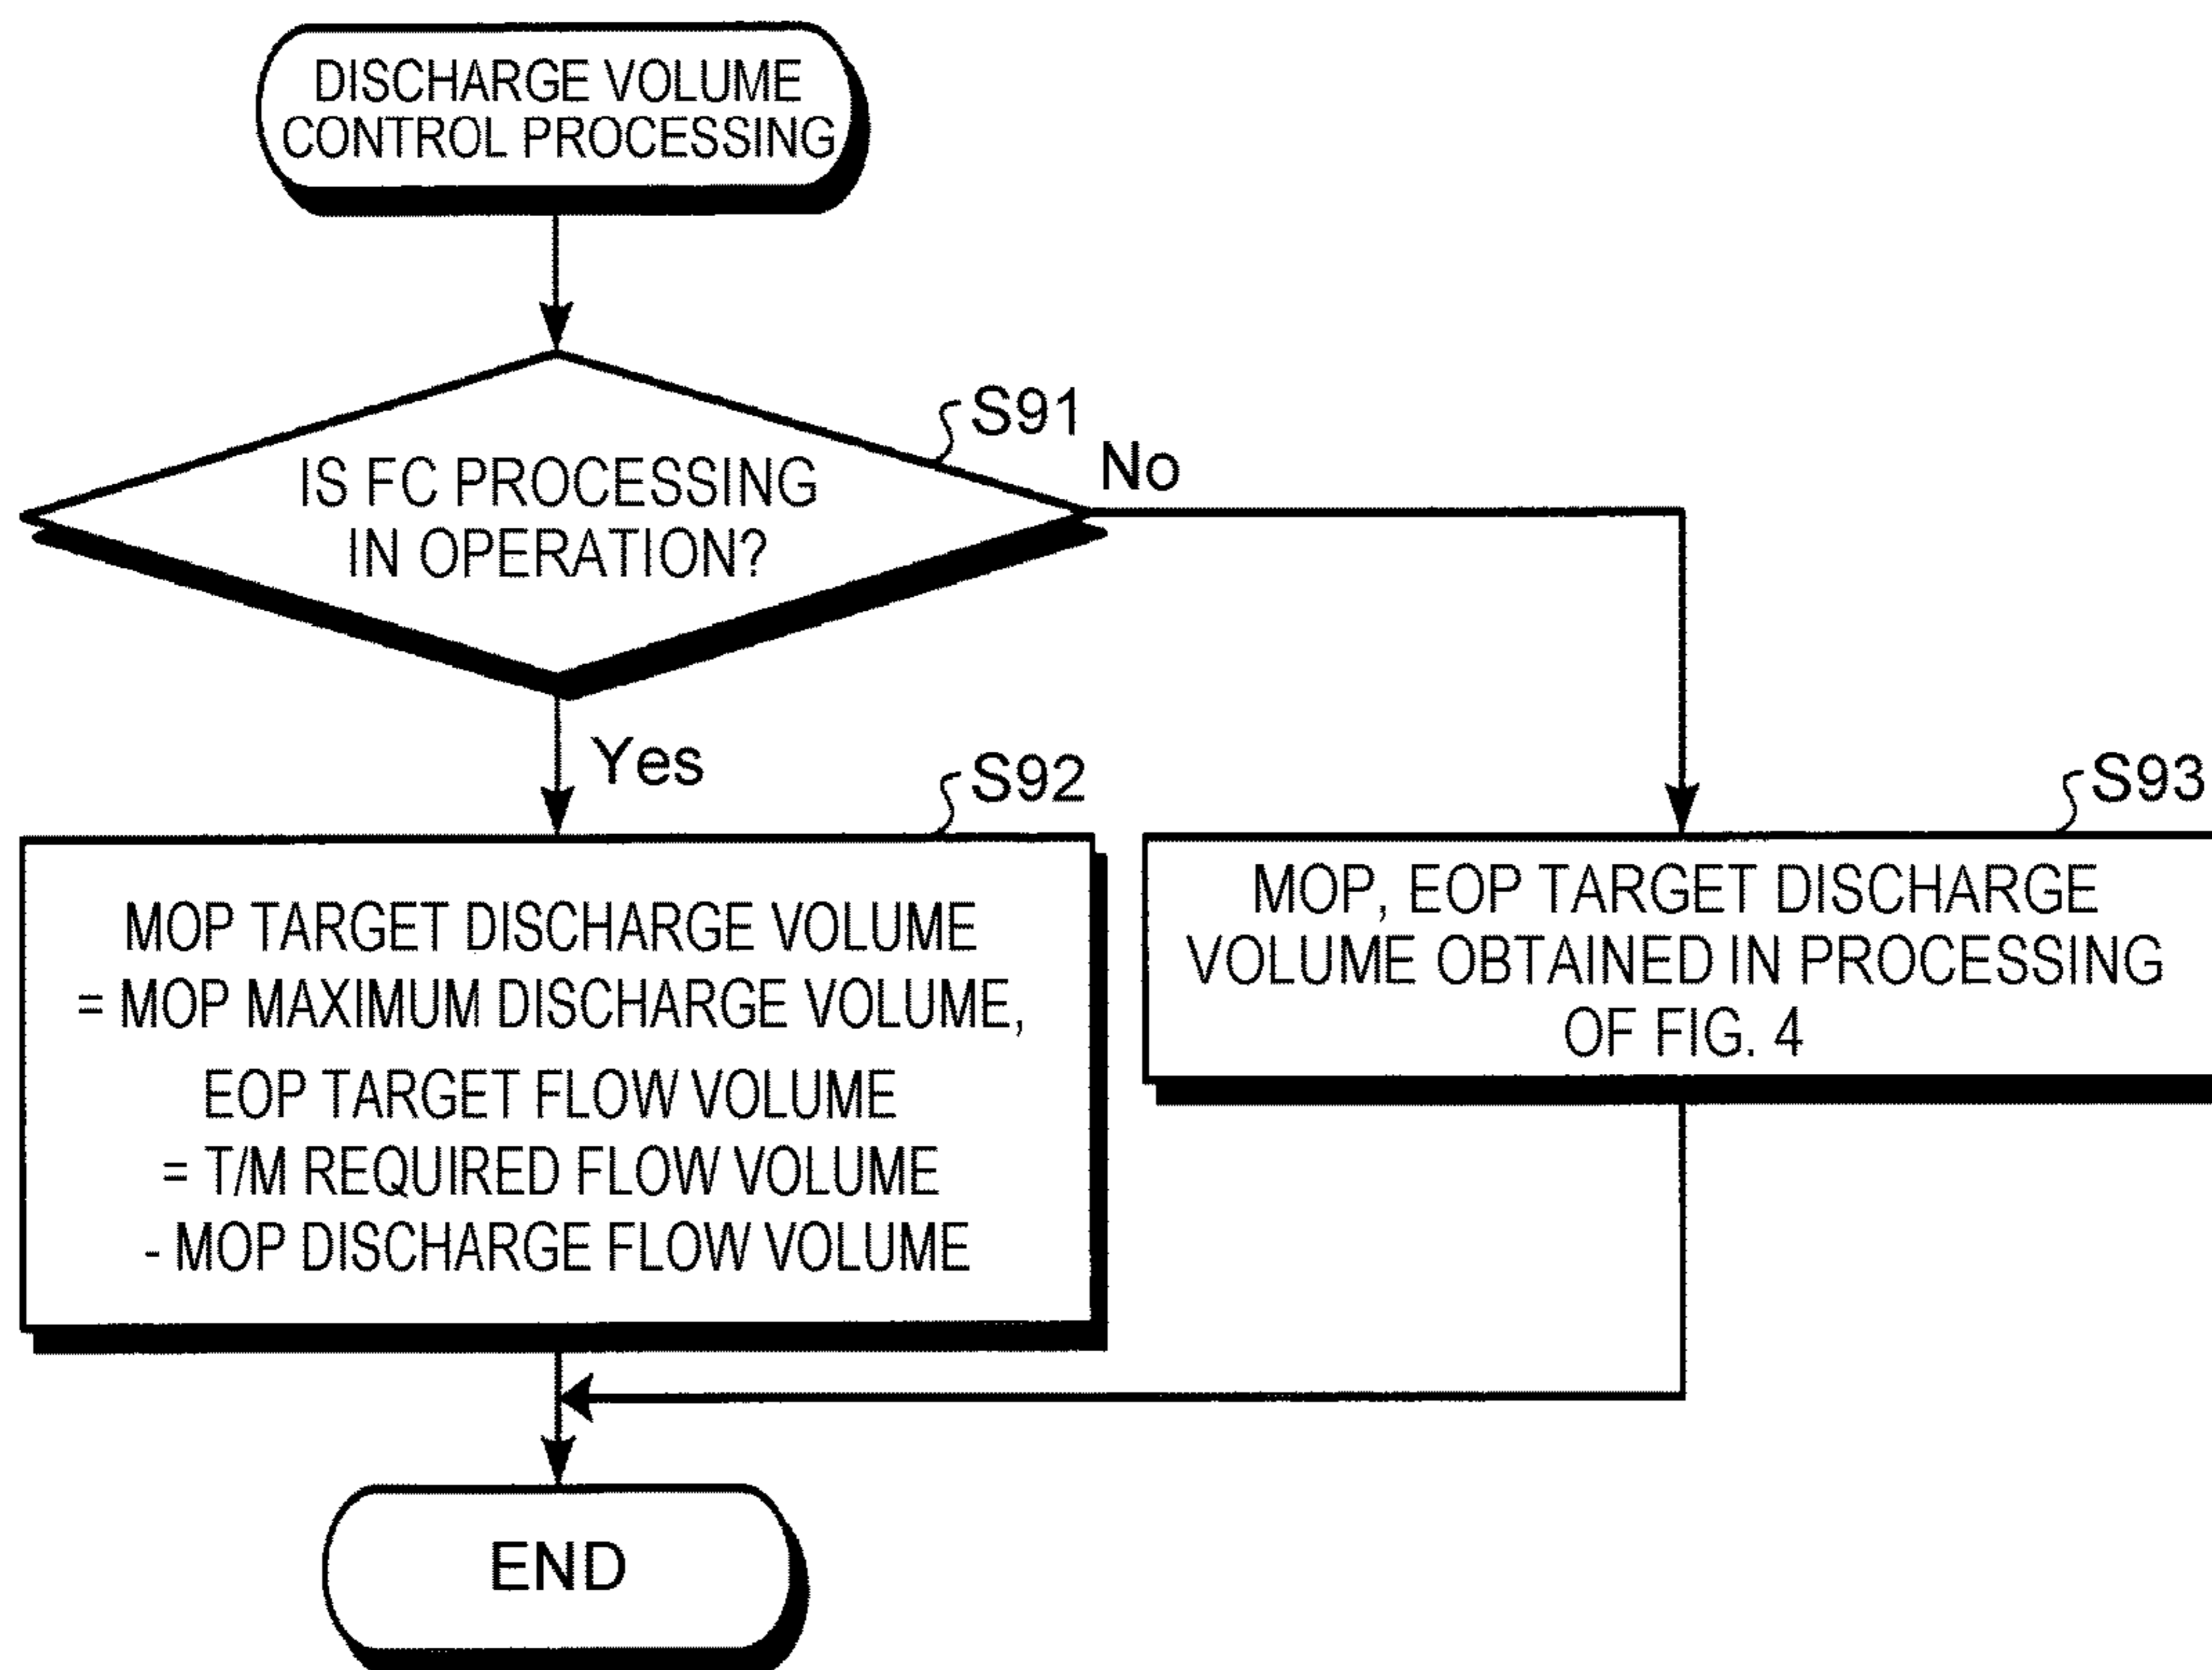 DISCHARGE VOLUME
CONTROL PROCESSING
S91
IS FC PROCESSING
IN OPERATION?
No
Yes
S92
MOP TARGET DISCHARGE VOLUME
= MOP MAXIMUM DISCHARGE VOLUME,
EOP TARGET FLOW VOLUME
= T/M REQUIRED FLOW VOLUME
- MOP DISCHARGE FLOW VOLUME
S93
MOP, EOP TARGET DISCHARGE
VOLUME OBTAINED IN PROCESSING
OF FIG. 4
END